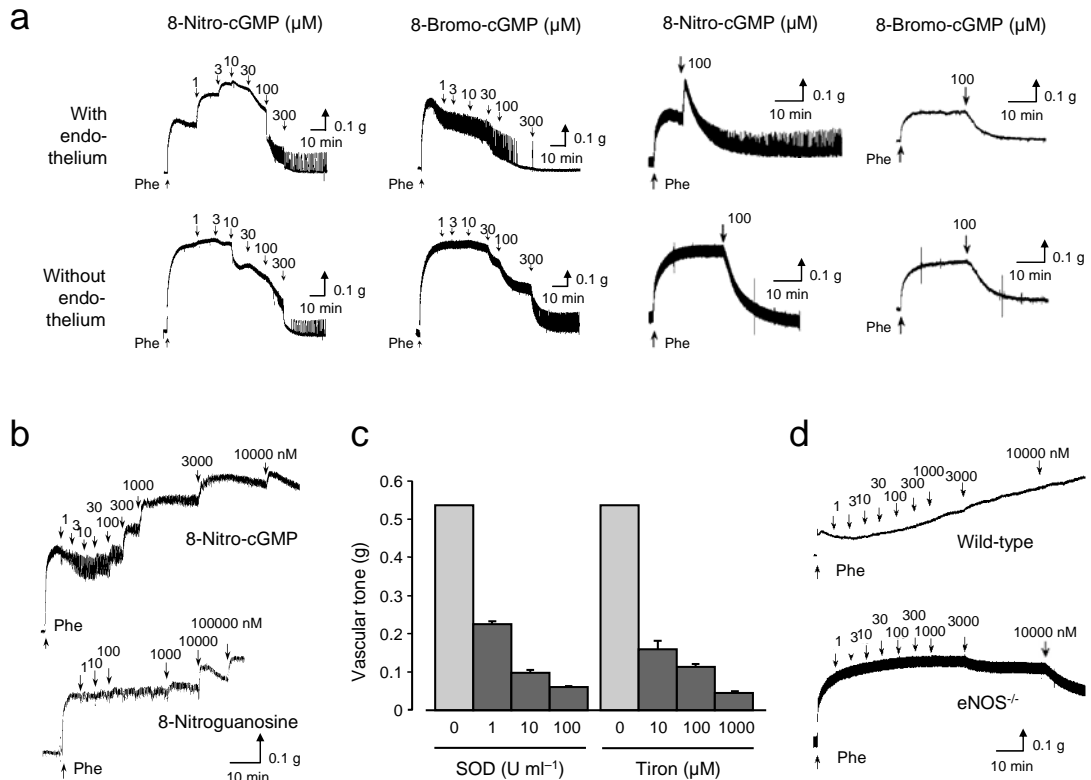 a
8-Nitro-cGMP (µM)
8-Bromo-cGMP (µM)
8-Nitro-cGMP (µM)
8-Bromo-cGMP (µM)
With
endo-
thelium
1
3
10
30
100
300
0.1 g
10 min
Phe
1
3
10
30
100
300
0.1 g
10 min
Phe
100
0.1 g
10 min
Phe
100
0.1 g
10 min
Phe
Without
endo-
thelium
1
3
10
30
100
300
0.1 g
10 min
Phe
1
3
10
30
100
300
0.1 g
10 min
Phe
100
0.1 g
10 min
Phe
100
0.1 g
10 min
Phe
b
1
3
10
30
100
300
1000
3000
10000 nM
8-Nitro-cGMP
Phe
1
10
100
1000
10000
100000 nM
8-Nitroguanosine
Phe
0.1 g
10 min
c
Vascular tone (g)
0.6
0.5
0.4
0.3
0.2
0.1
0
0 1 10 100
0 10 100 1000
SOD (U ml⁻¹)
Tiron (µM)
d
1
3
10
30
100
300
1000
3000
10000 nM
Wild-type
Phe
1
3
10
30
100
300
1000
3000
10000 nM
eNOS⁻/⁻
Phe
0.1 g
10 min